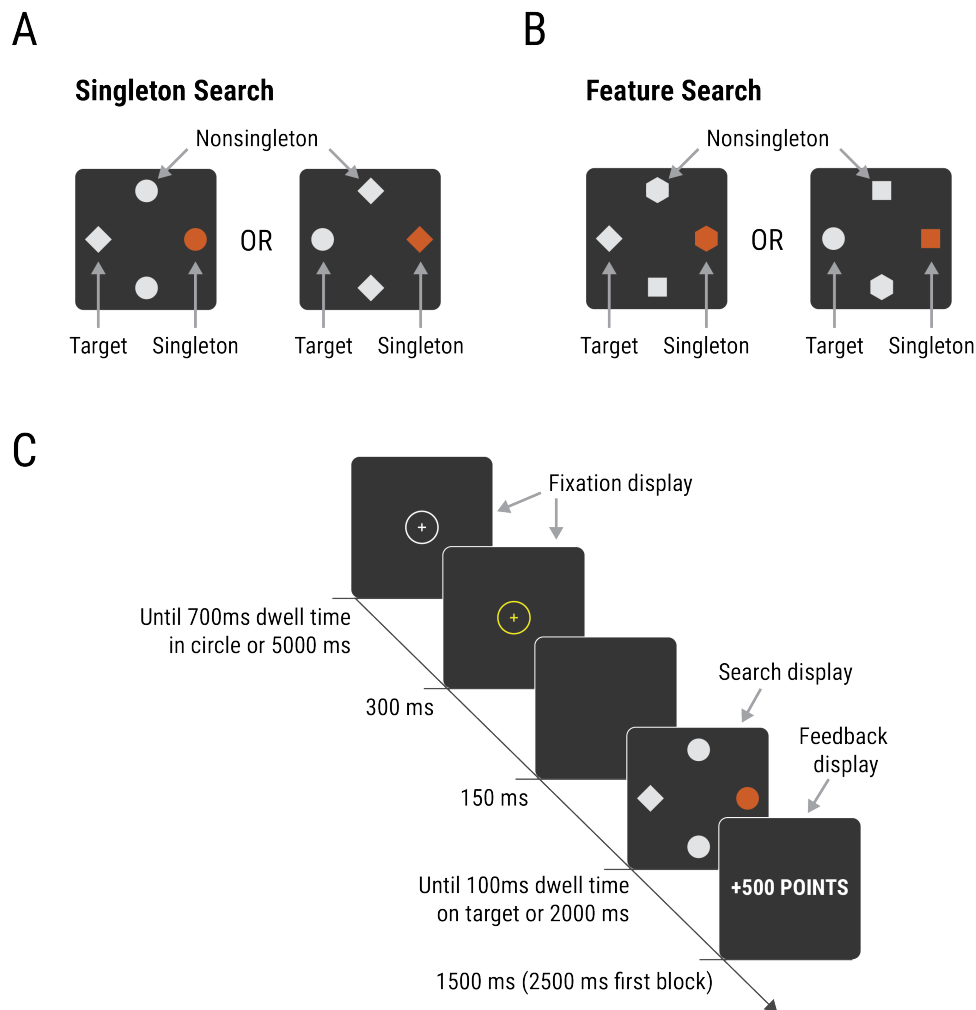 A
B
Singleton Search
Feature Search
Nonsingleton
Nonsingleton
OR
OR
Target
Singleton
Target
Singleton
Target
Singleton
Target
Singleton
C
Fixation display
Until 700ms dwell time
in circle or 5000 ms
300 ms
Search display
150 ms
Feedback
display
+500 POINTS
Until 100ms dwell time
on target or 2000 ms
1500 ms (2500 ms first block)